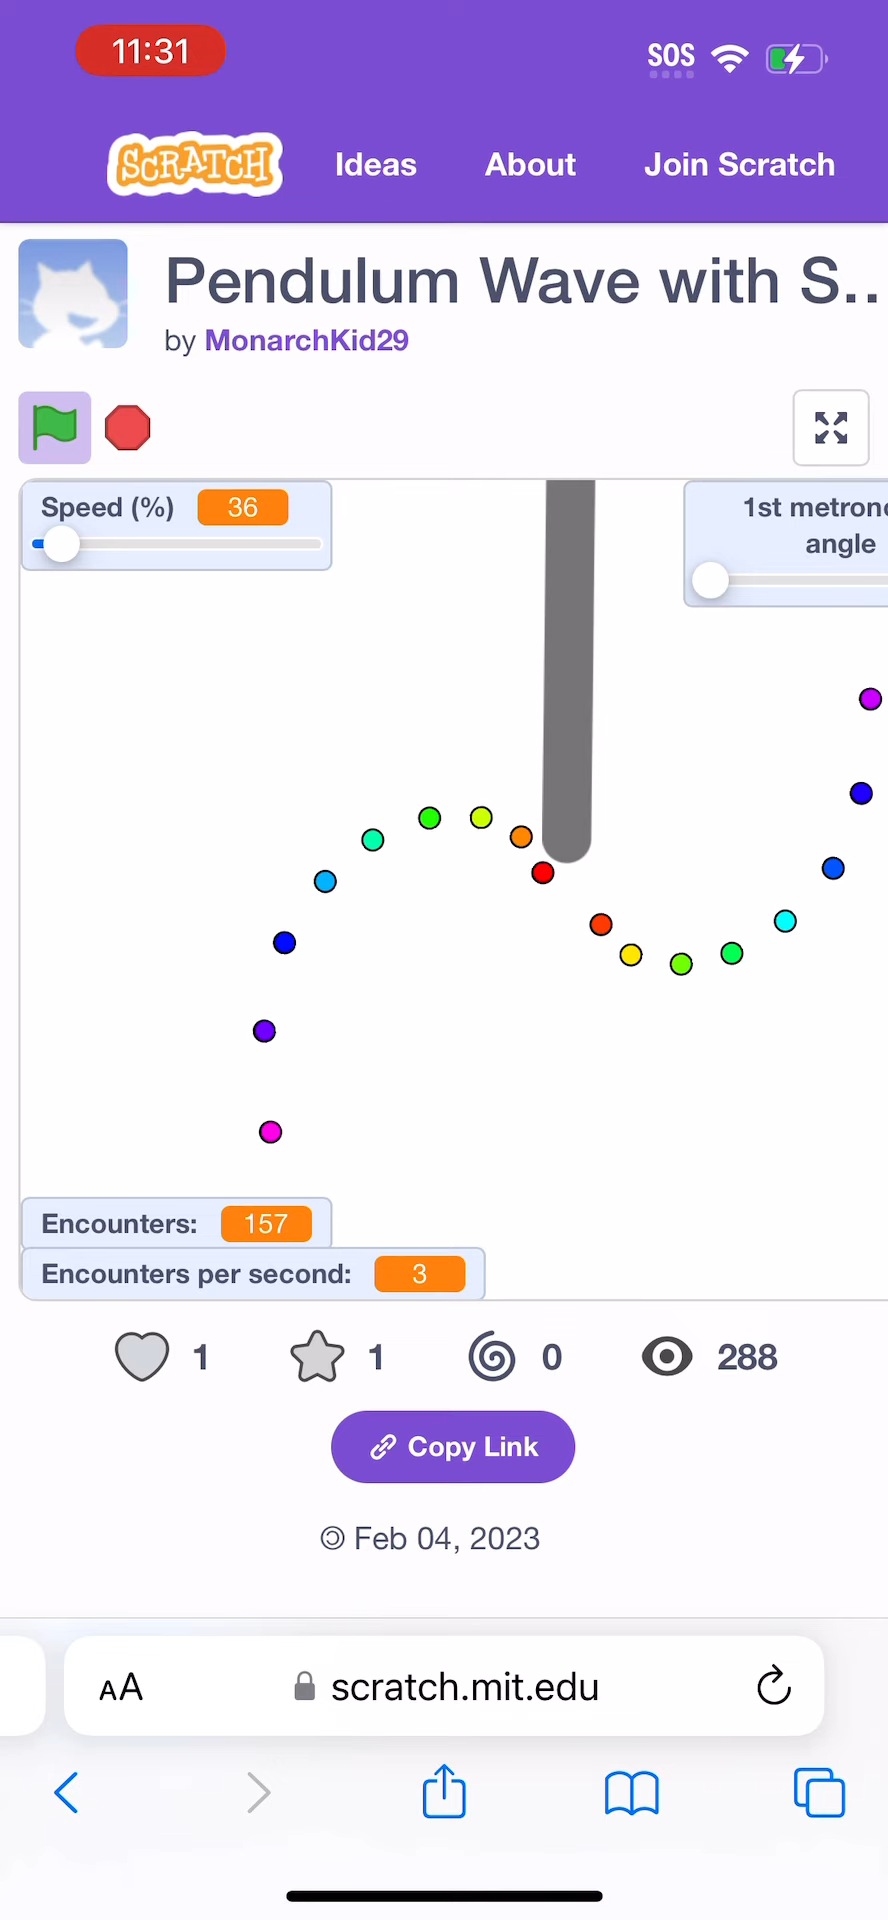 11:31
SOS
SCRATCH
Ideas
About
Join Scratch
Pendulum Wave with S...
by MonarchKid29
Speed (%) 36
1st metron
angle
Encounters: 157
Encounters per second: 3
1
1
0
288
Copy Link
Feb 04, 2023
AA
scratch.mit.edu